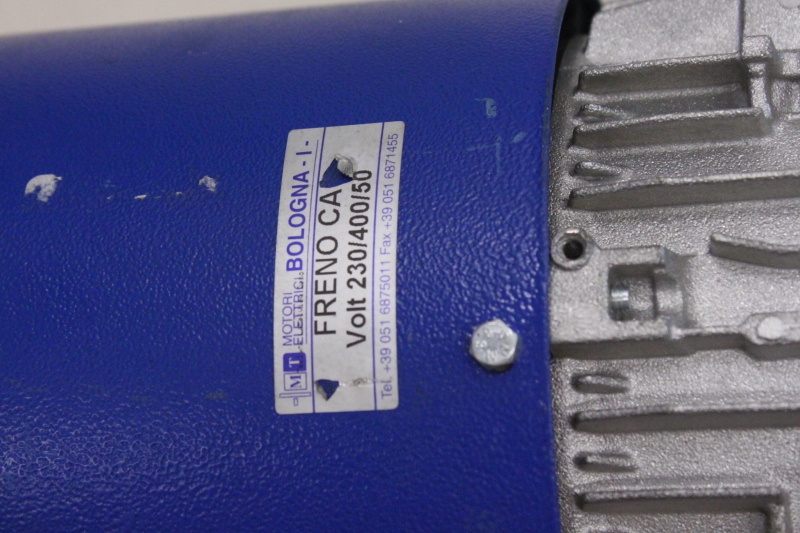 MT MOTORI
ELETTRICI BOLOGNA - I -
FRENO CA
Volt 230/400/50
Tel. +39 051 6875011 Fax +39 051 6871455